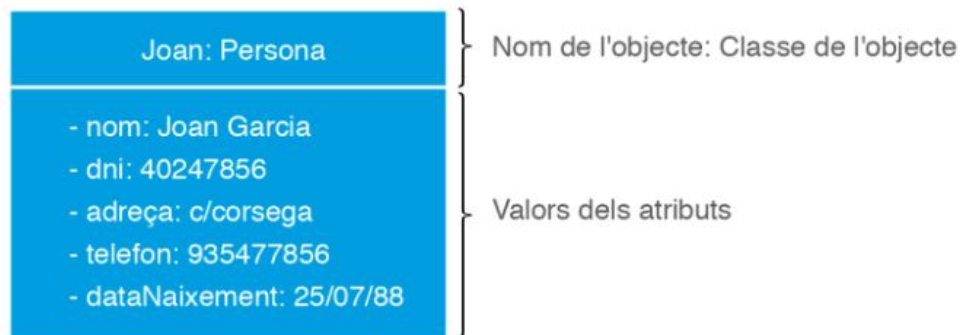 Joan: Persona
Nom de l'objecte: Classe de l'objecte
- nom: Joan Garcia
- dni: 40247856
- adreça: c/corsega
- telefon: 935477856
- dataNaixement: 25/07/88
Valors dels atributs